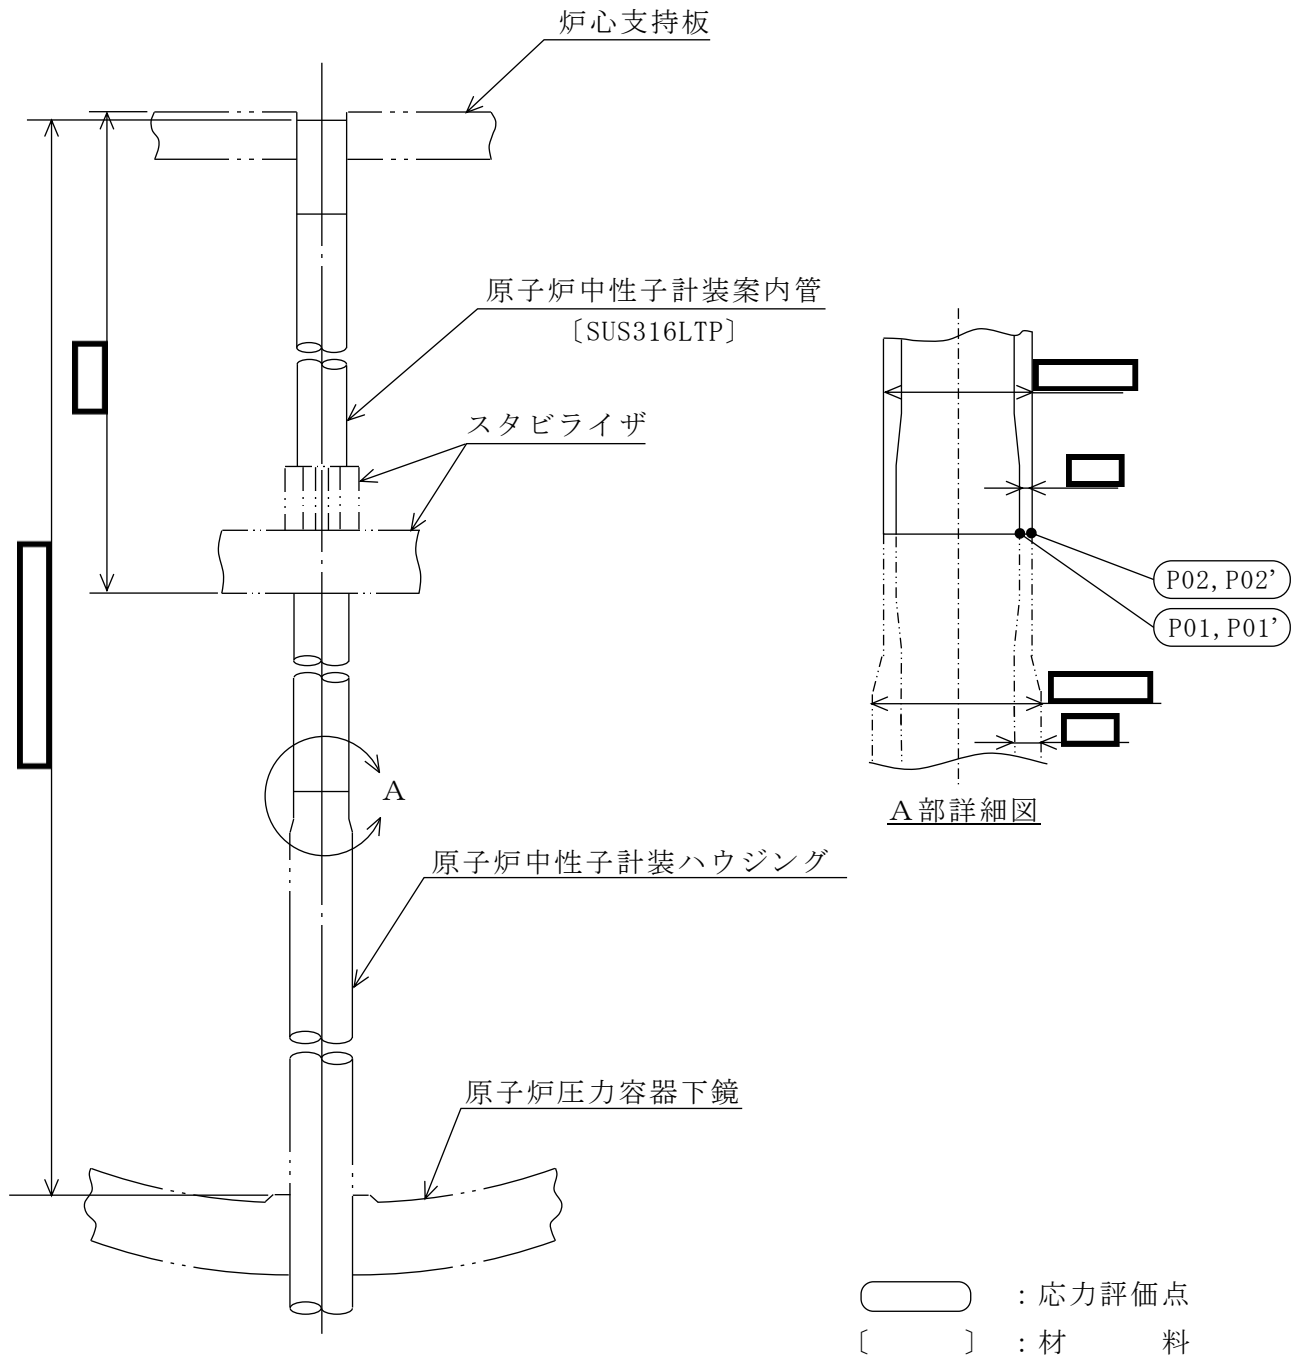 炉心支持板
原子炉中性子計装案内管
〔SUS316LTP〕
スタビライザ
P02, P02’
P01, P01’
A
A部詳細図
原子炉中性子計装ハウジング
原子炉圧力容器下鏡
：応力評価点
〔　　〕：材　料